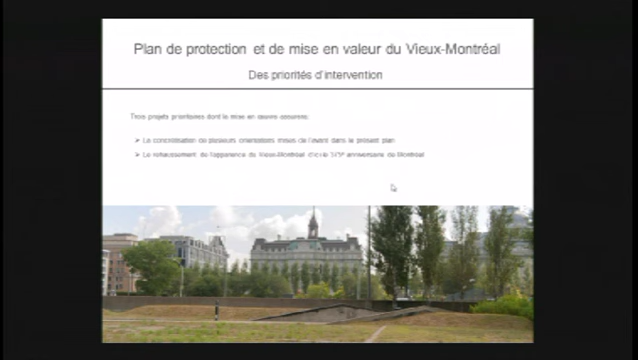 Plan de protection et de mise en valeur du Vieux-Montréal
Des priorités d'intervention
Trois projets prioritaires dont la mise en œuvre assurera:
➤ La concrétisation de plusieurs orientations mises de l'avant dans le présent plan
➤ Le rehaussement de l'apparence du Vieux-Montréal d'ici le 375e anniversaire de Montréal